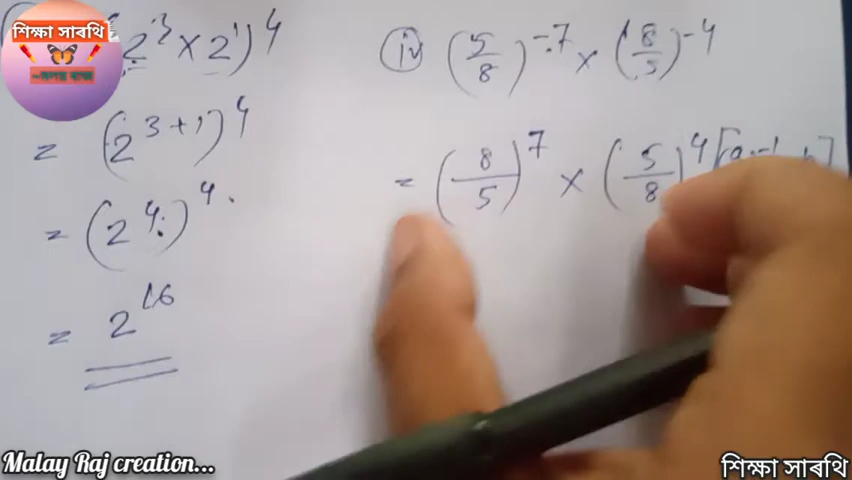 শিক্ষা সাৰথি
2³ × 2¹)⁴
= (2³⁺¹)⁴
= (2⁴)⁴
= 2¹⁶
iv (5/8)⁻⁷ × (8/5)⁻⁴
= (8/5)⁷ × (5/8)⁴
Malay Raj creation...
শিক্ষা সাৰথি